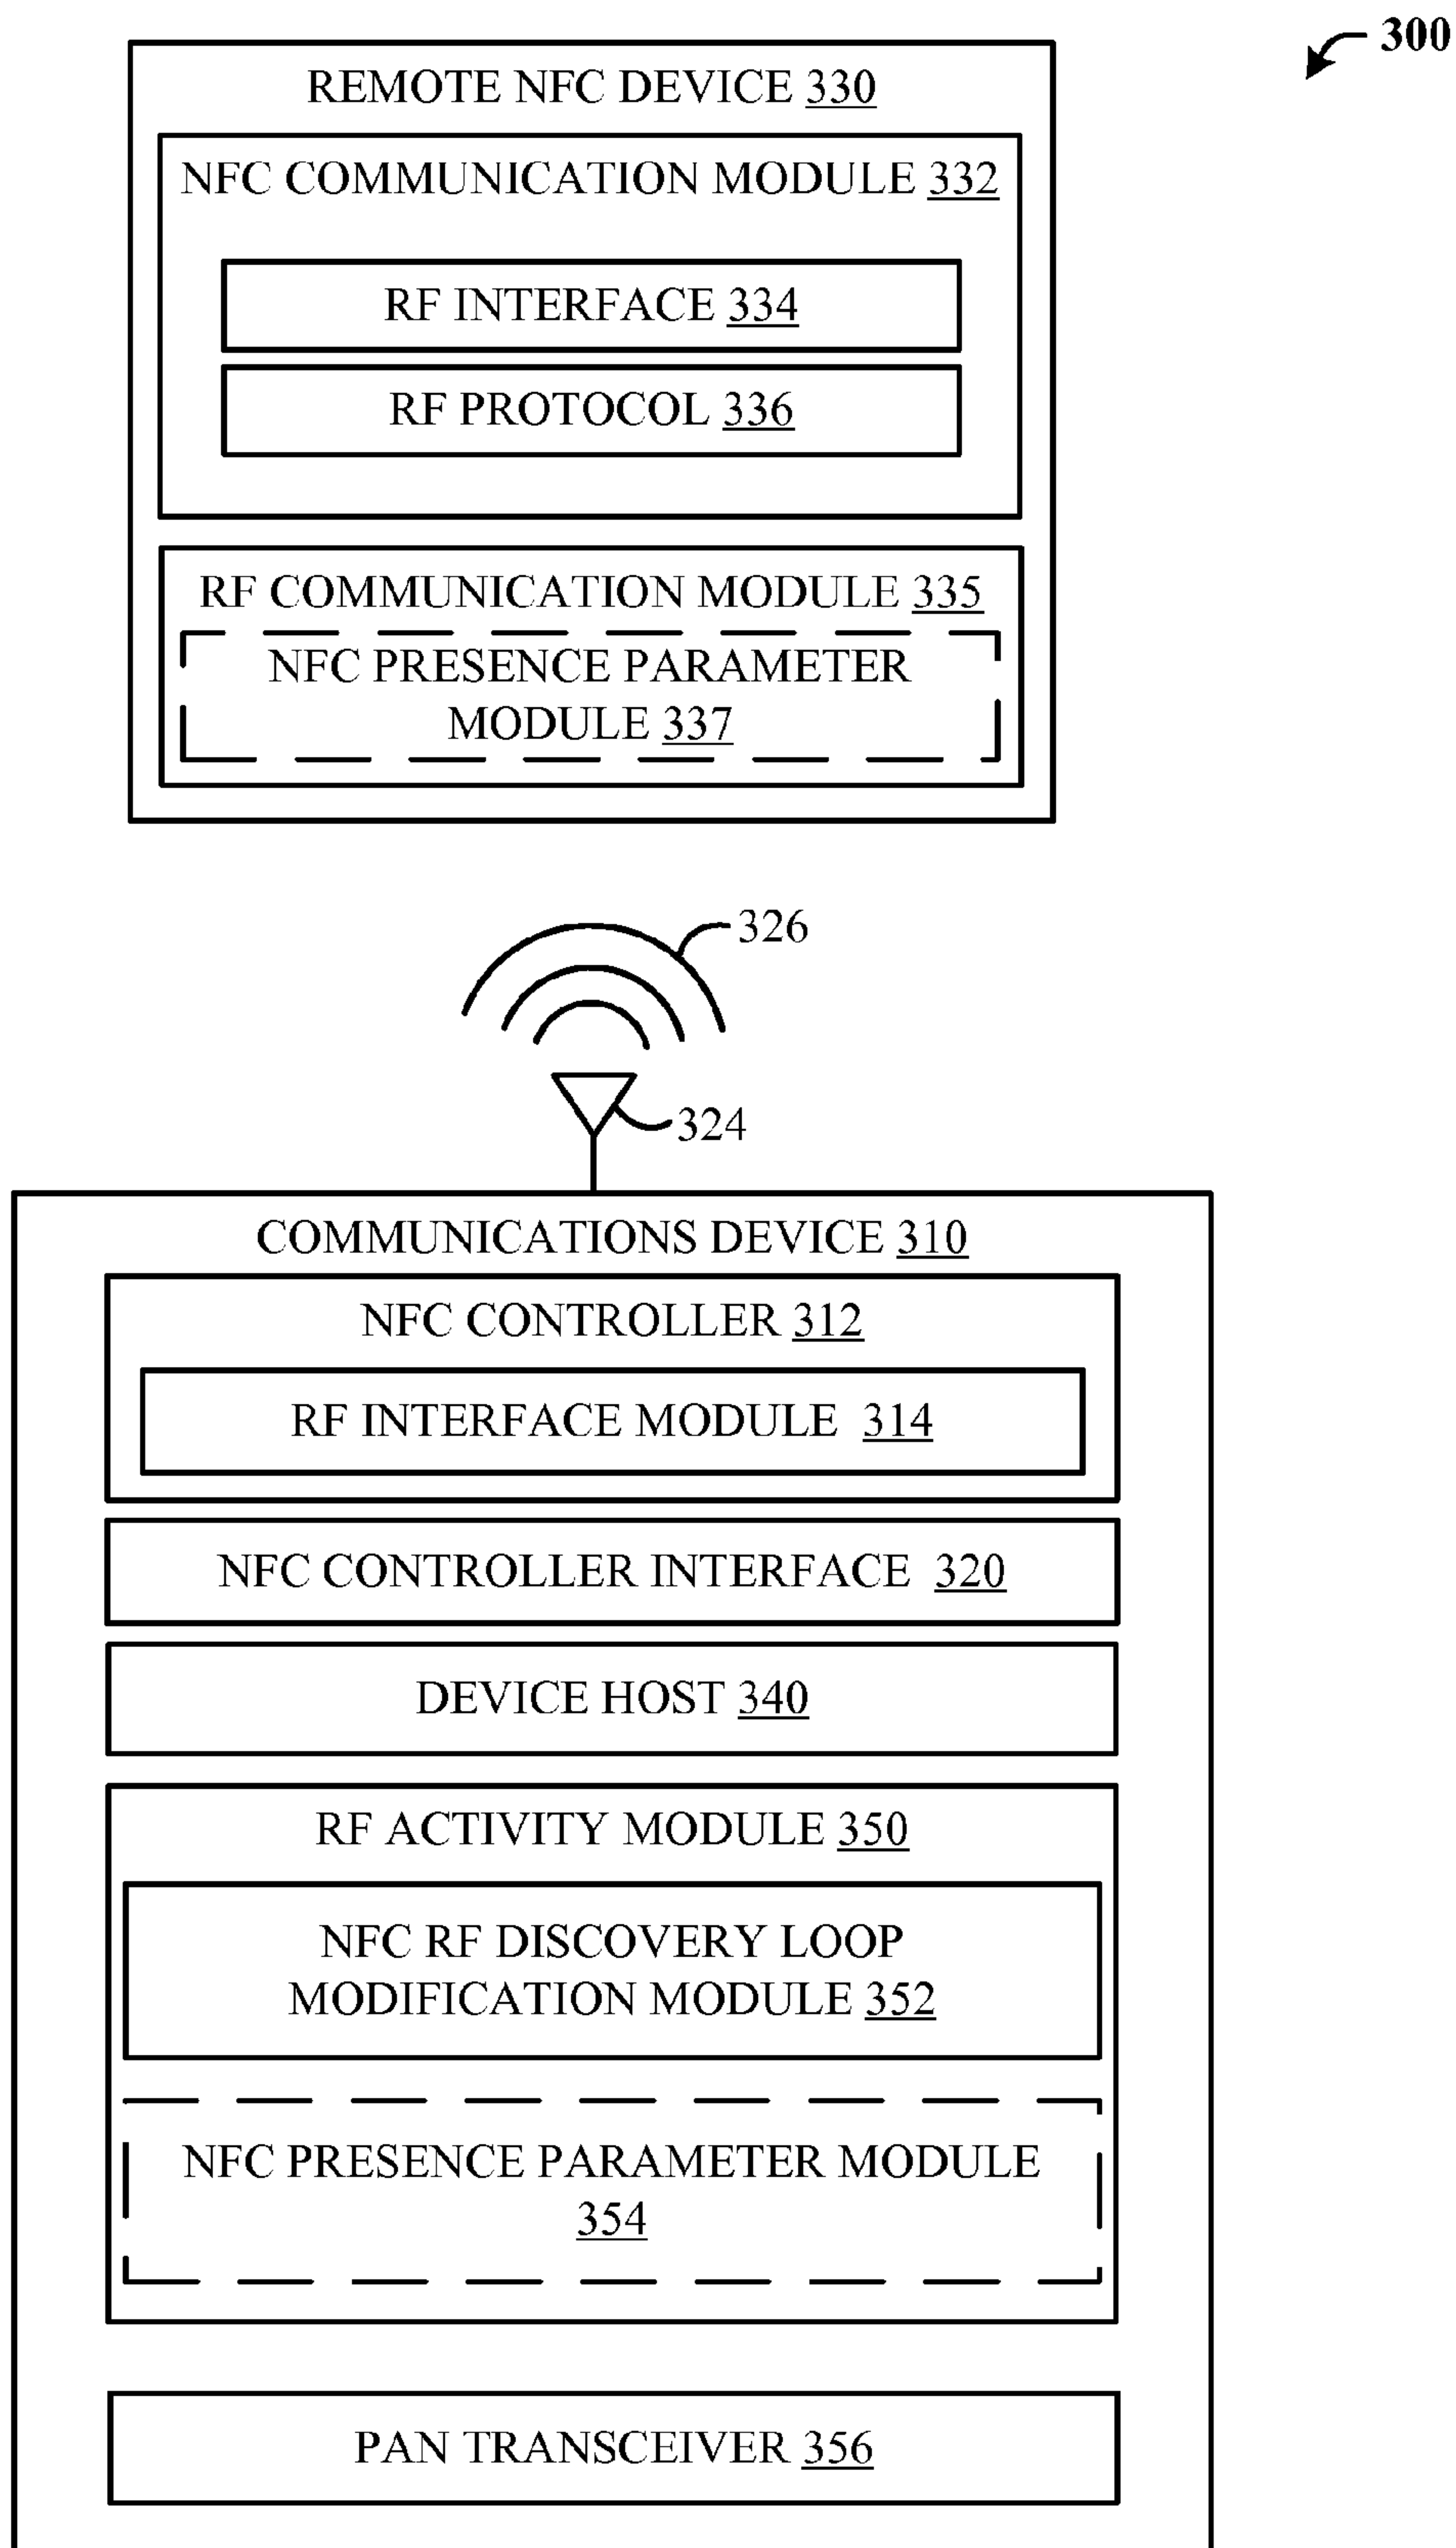 300
REMOTE NFC DEVICE 330
NFC COMMUNICATION MODULE 332
RF INTERFACE 334
RF PROTOCOL 336
RF COMMUNICATION MODULE 335
NFC PRESENCE PARAMETER
MODULE 337
326
324
COMMUNICATIONS DEVICE 310
NFC CONTROLLER 312
RF INTERFACE MODULE 314
NFC CONTROLLER INTERFACE 320
DEVICE HOST 340
RF ACTIVITY MODULE 350
NFC RF DISCOVERY LOOP
MODIFICATION MODULE 352
NFC PRESENCE PARAMETER MODULE
354
PAN TRANSCEIVER 356